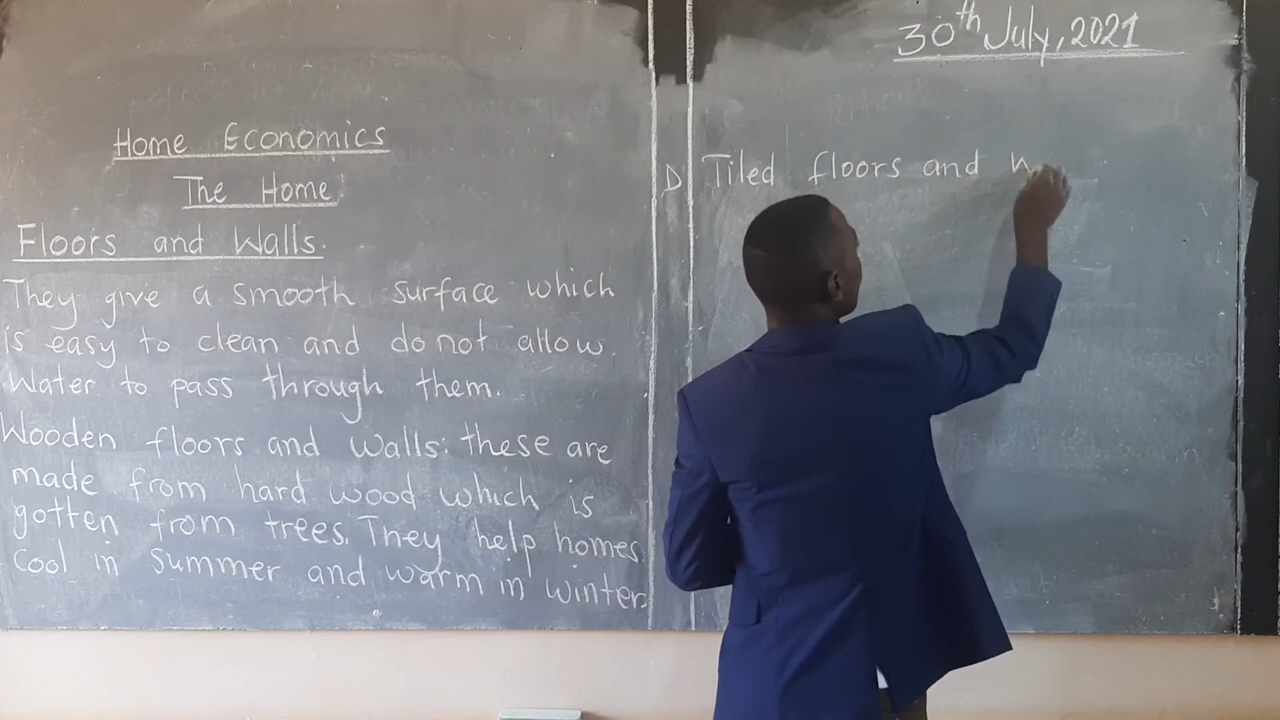 Home Economics
The Home
Floors and Walls.
They give a smooth surface which
is easy to clean and do not allow
Water to pass through them.
Wooden floors and walls: these are
made from hard wood which is
gotten from trees. They help homes
Cool in summer and warm in winter.
30th July, 2021
D Tiled floors and w